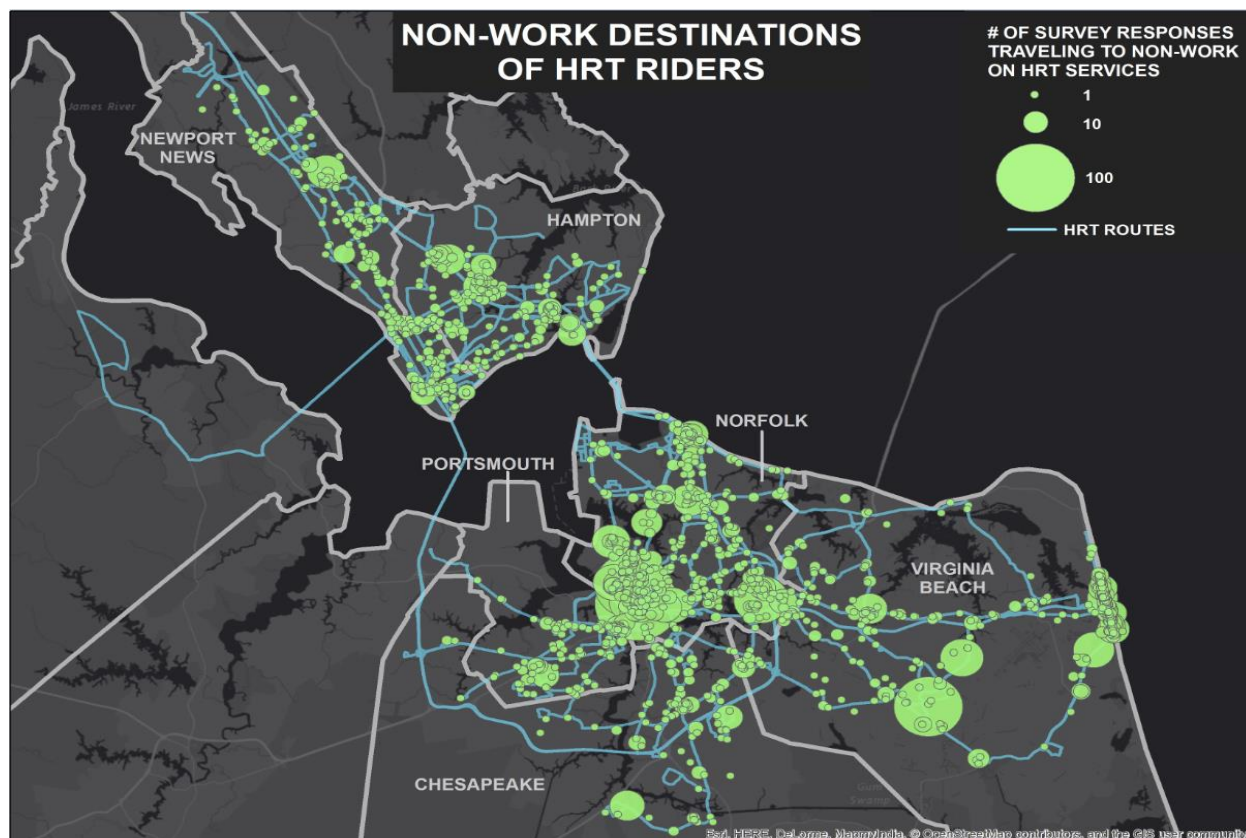 NON-WORK DESTINATIONS
OF HRT RIDERS
# OF SURVEY RESPONSES
TRAVELING TO NON-WORK
ON HRT SERVICES
1
10
100
HRT ROUTES
James River
NEWPORT
NEWS
HAMPTON
NORFOLK
PORTSMOUTH
VIRGINIA
BEACH
CHESAPEAKE
Swamp
Esri, HERE, DeLorme, MapmyIndia, © OpenStreetMap contributors, and the GIS user community